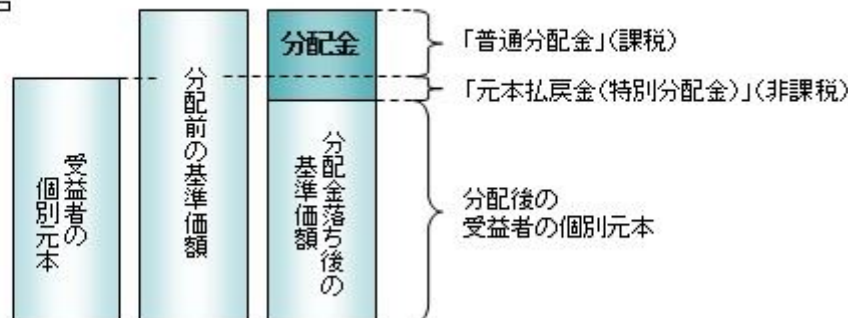 分配金
「普通分配金」(課税)
「元本払戻金(特別分配金)」(非課税)
受益者の
個別元本
分配前の基準価額
分配金落ち後の
基準価額
分配後の
受益者の個別元本